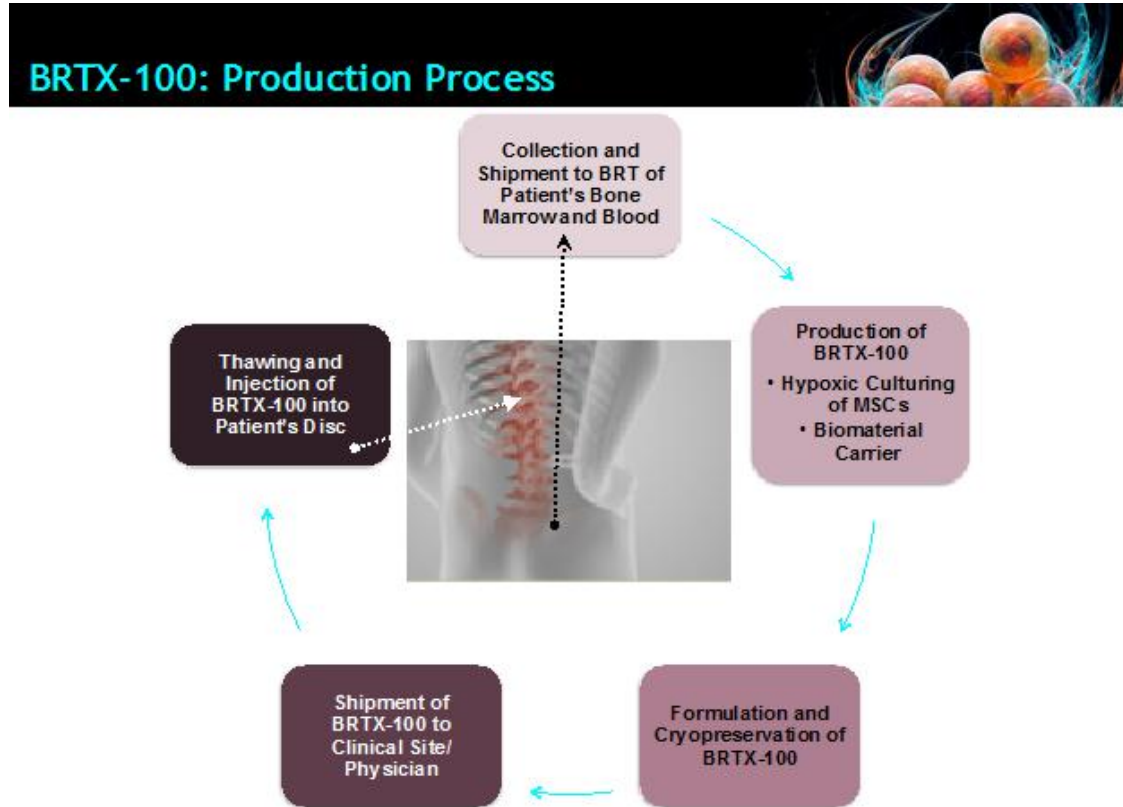 BRTX-100: Production Process
Collection and
Shipment to BRT of
Patient's Bone
Marrow and Blood
Production of
BRTX-100
• Hypoxic Culturing
of MSCs
• Biomaterial
Carrier
Formulation and
Cryopreservation of
BRTX-100
Shipment of
BRTX-100 to
Clinical Site/
Physician
Thawing and
Injection of
BRTX-100 into
Patient's Disc